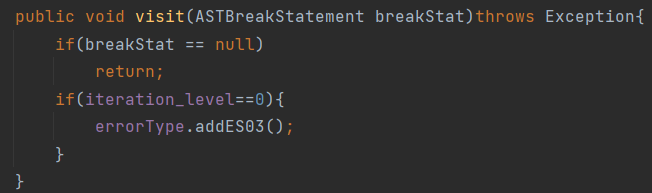 public void visit(ASTBreakStatement breakStat)throws Exception{
    if(breakStat == null)
        return;
    if(iteration_level==0){
        errorType.addES03();
    }
}